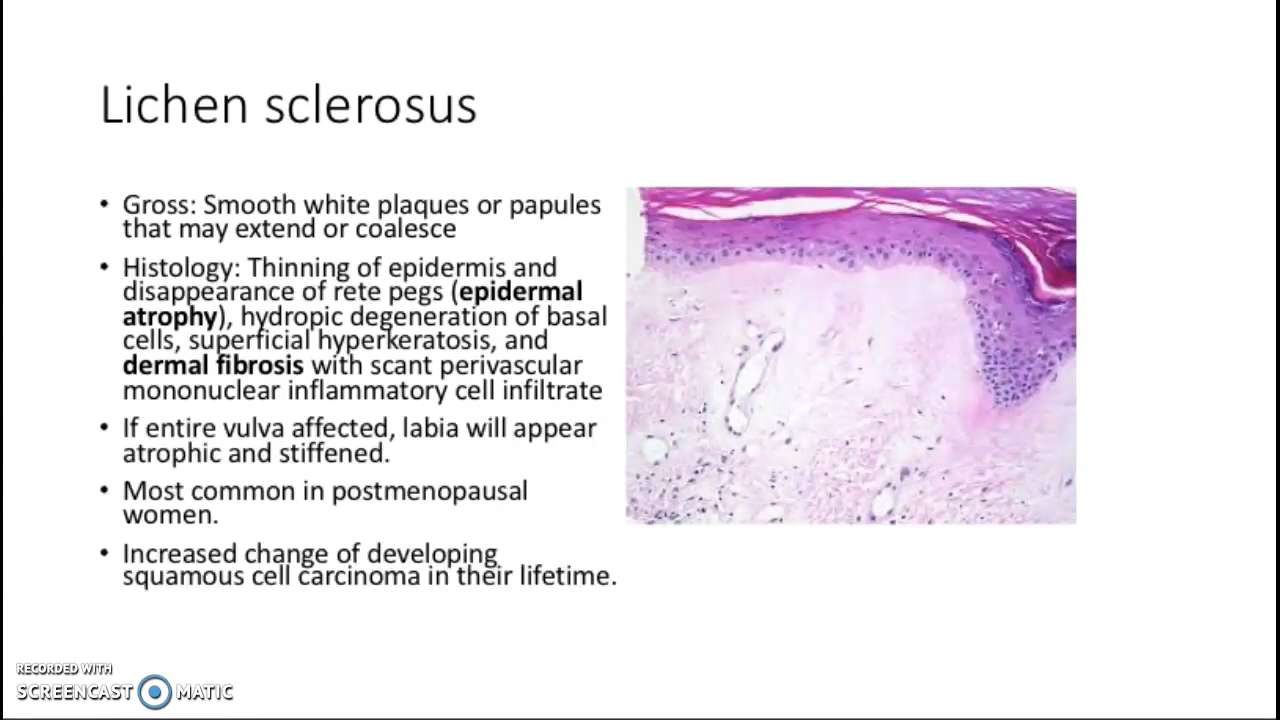 Lichen sclerosus
• Gross: Smooth white plaques or papules
that may extend or coalesce
• Histology: Thinning of epidermis and
disappearance of rete pegs (epidermal
atrophy), hydropic degeneration of basal
cells, superficial hyperkeratosis, and
dermal fibrosis with scant perivascular
mononuclear inflammatory cell infiltrate
• If entire vulva affected, labia will appear
atrophic and stiffened.
• Most common in postmenopausal
women.
• Increased change of developing
squamous cell carcinoma in their lifetime.
RECORDED WITH
SCREENCAST MATIC